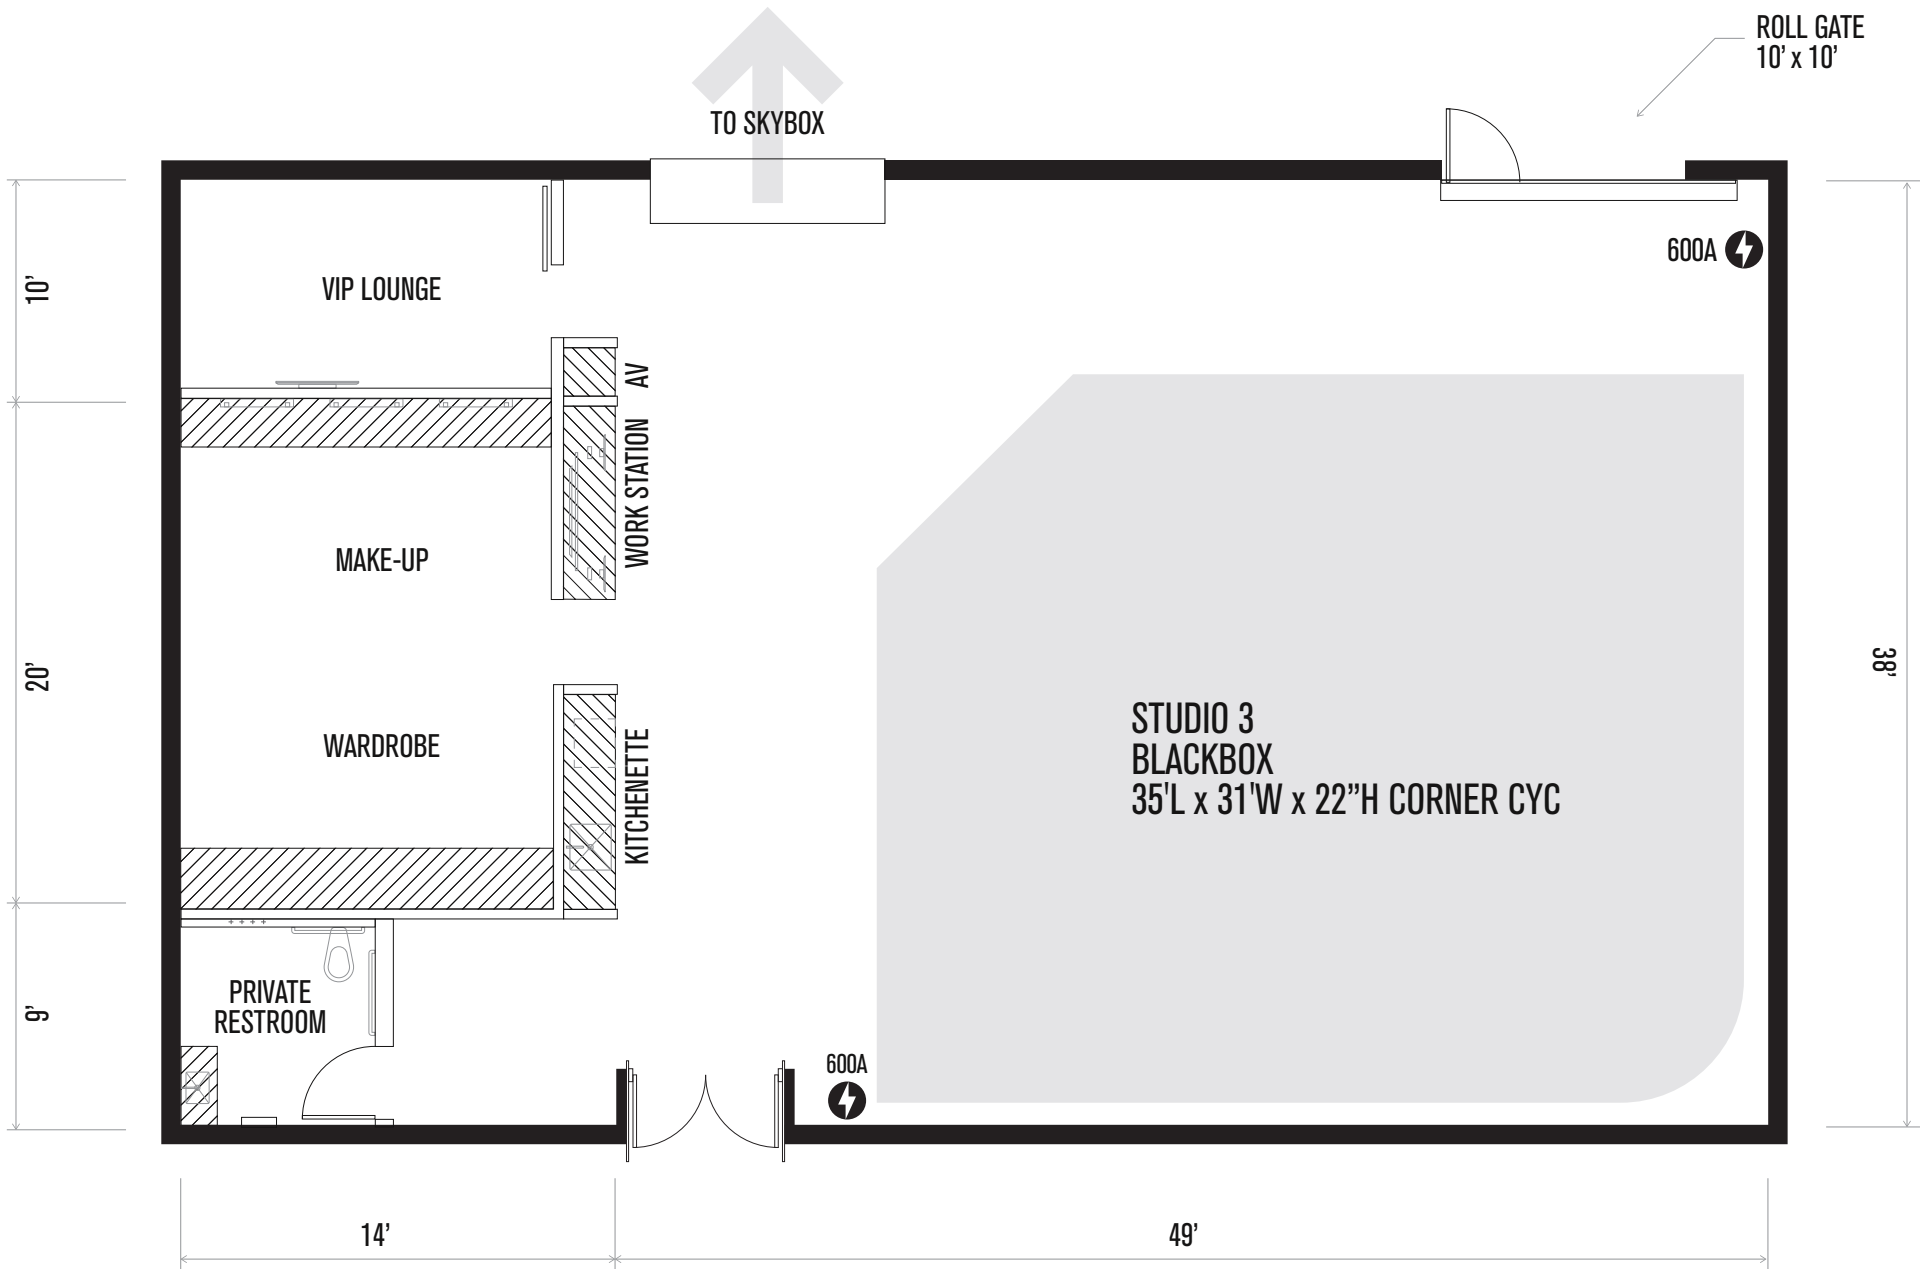 ROLL GATE
10’ x 10’
TO SKYBOX
600A
10’
VIP LOUNGE
AV
WORK STATION
MAKE-UP
20’
WARDROBE
KITCHENETTE
38’
STUDIO 3
BLACKBOX
35'L x 31'W x 22”H CORNER CYC
9’
PRIVATE
RESTROOM
600A
14’
49’